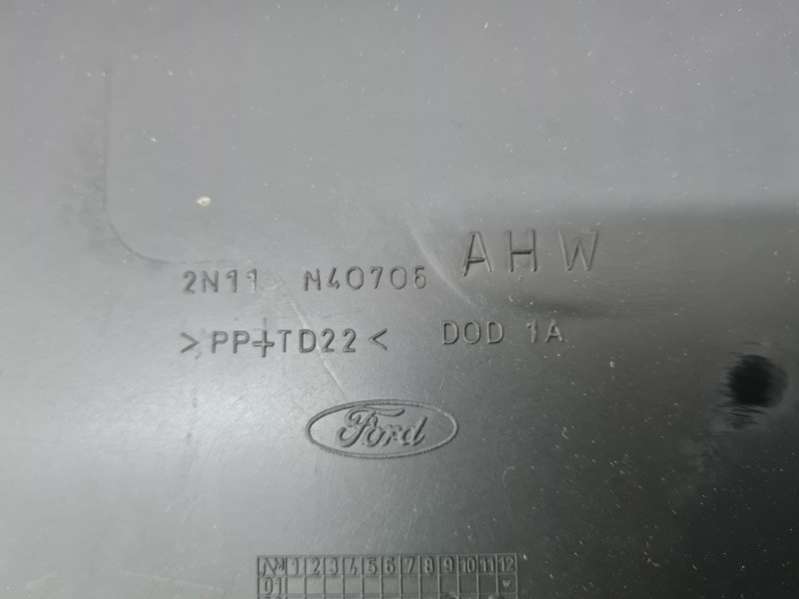 2N11 N40706 AHW
>PP+TD22< DOD 1A
Ford
1 2 3 4 5 6 7 8 9 10 11 12
01